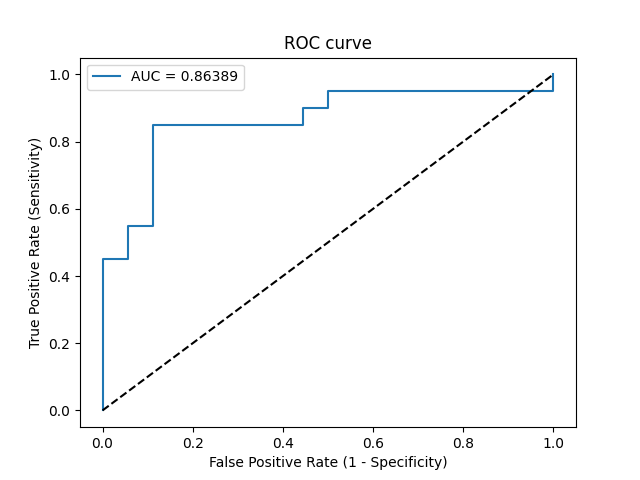 ROC curve
AUC = 0.86389
1.0
0.8
0.6
0.4
0.2
0.0
True Positive Rate (Sensitivity)
0.0 0.2 0.4 0.6 0.8 1.0
False Positive Rate (1 - Specificity)